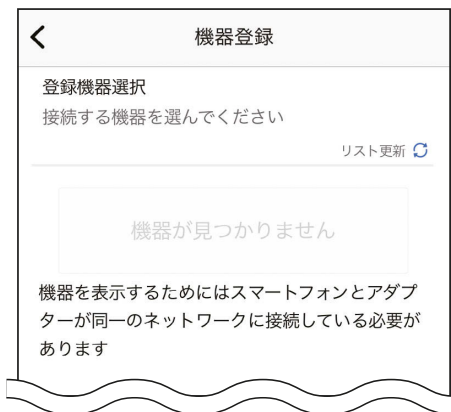 機器登録
登録機器選択
接続する機器を選んでください
リスト更新
機器が見つかりません
機器を表示するためにはスマートフォンとアダプ
ターが同一のネットワークに接続している必要が
あります